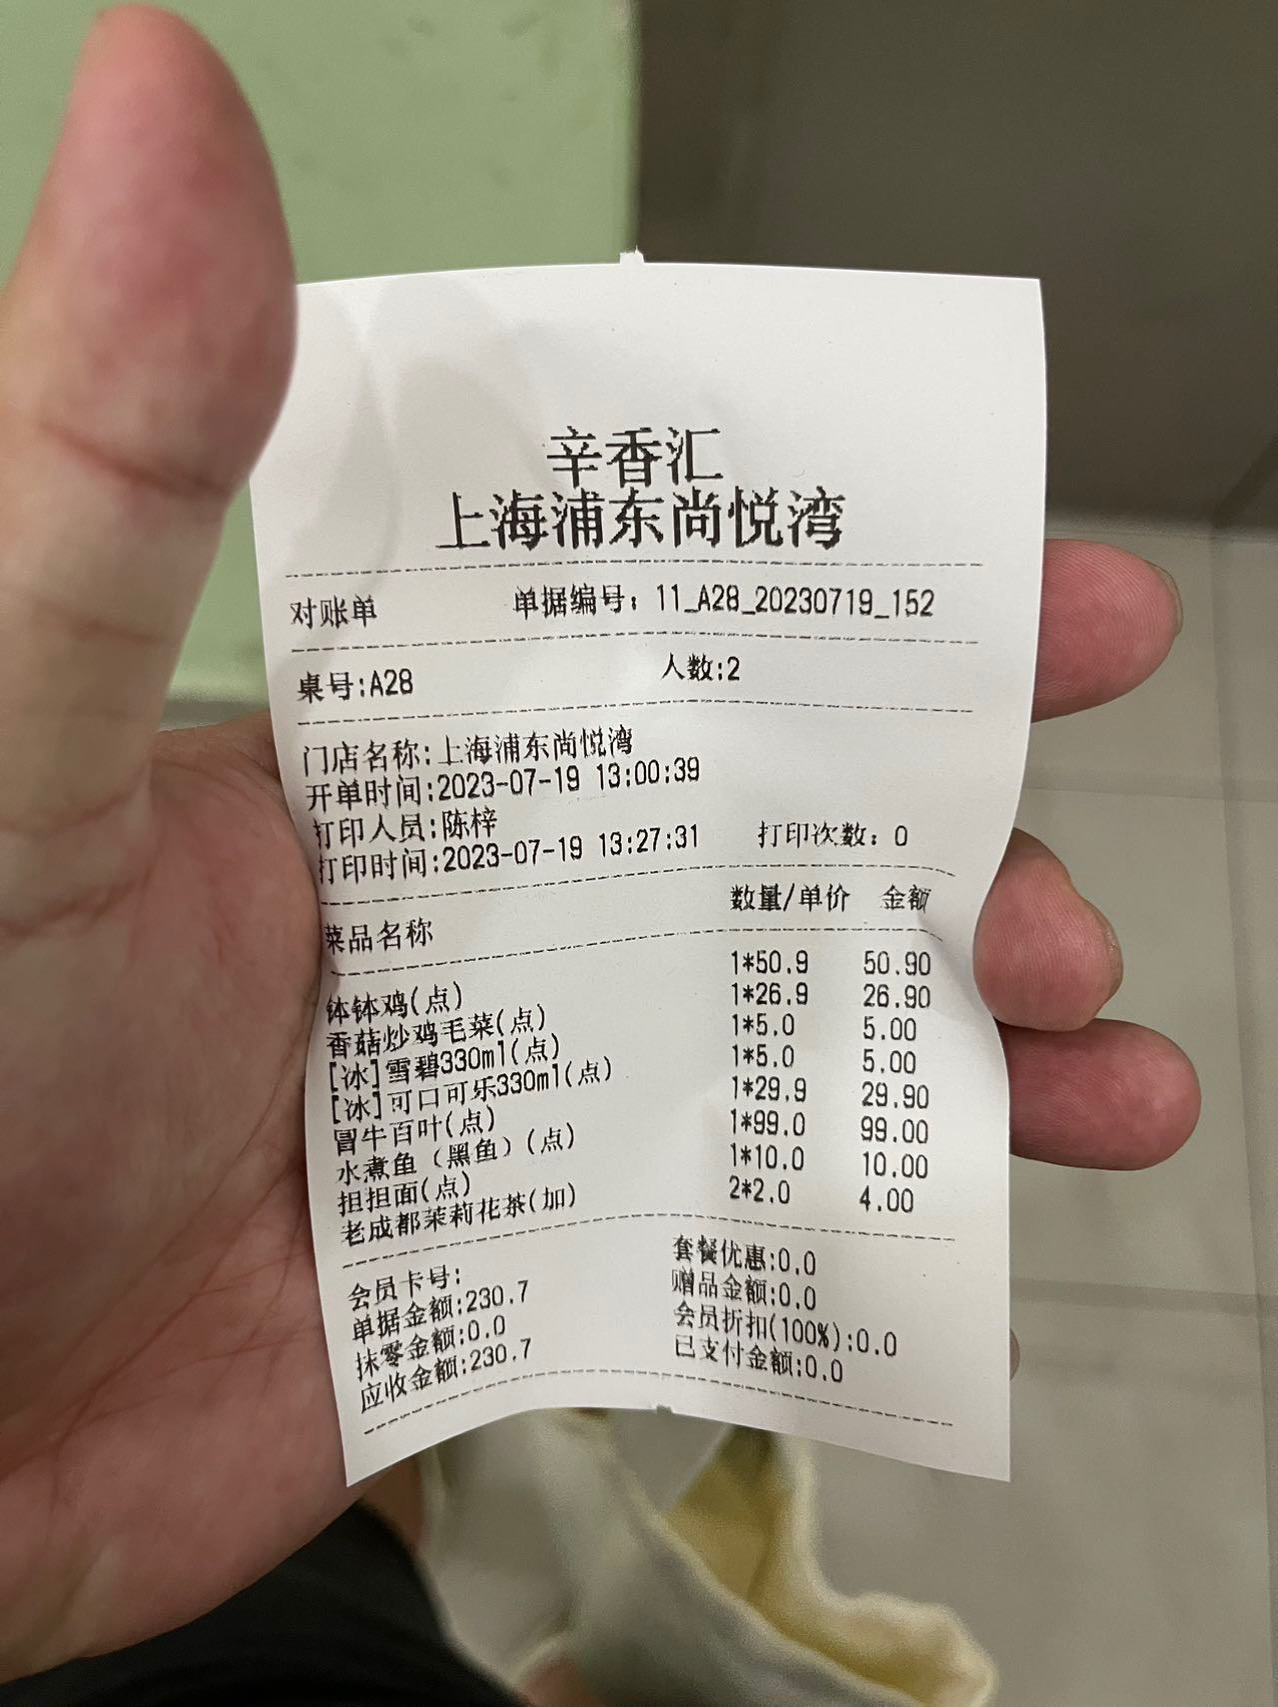 辛香汇
上海浦东尚悦湾
对账单 单据编号：11_A28_20230719_152
桌号:A28 人数:2
门店名称:上海浦东尚悦湾
开单时间:2023-07-19 13:00:39
打印人员:陈梓
打印时间:2023-07-19 13:27:31 打印次数：0
菜品名称 数量/单价 金额
钵钵鸡(点) 1*50.9 50.90
香菇炒鸡毛菜(点) 1*26.9 26.90
[冰]雪碧330ml(点) 1*5.0 5.00
[冰]可口可乐330ml(点) 1*5.0 5.00
冒牛百叶(点) 1*29.9 29.90
水煮鱼（黑鱼）(点) 1*99.0 99.00
担担面(点) 1*10.0 10.00
老成都茉莉花茶(加) 2*2.0 4.00
会员卡号: 套餐优惠:0.0
单据金额:230.7 赠品金额:0.0
抹零金额:0.0 会员折扣(100%):0.0
应收金额:230.7 已支付金额:0.0